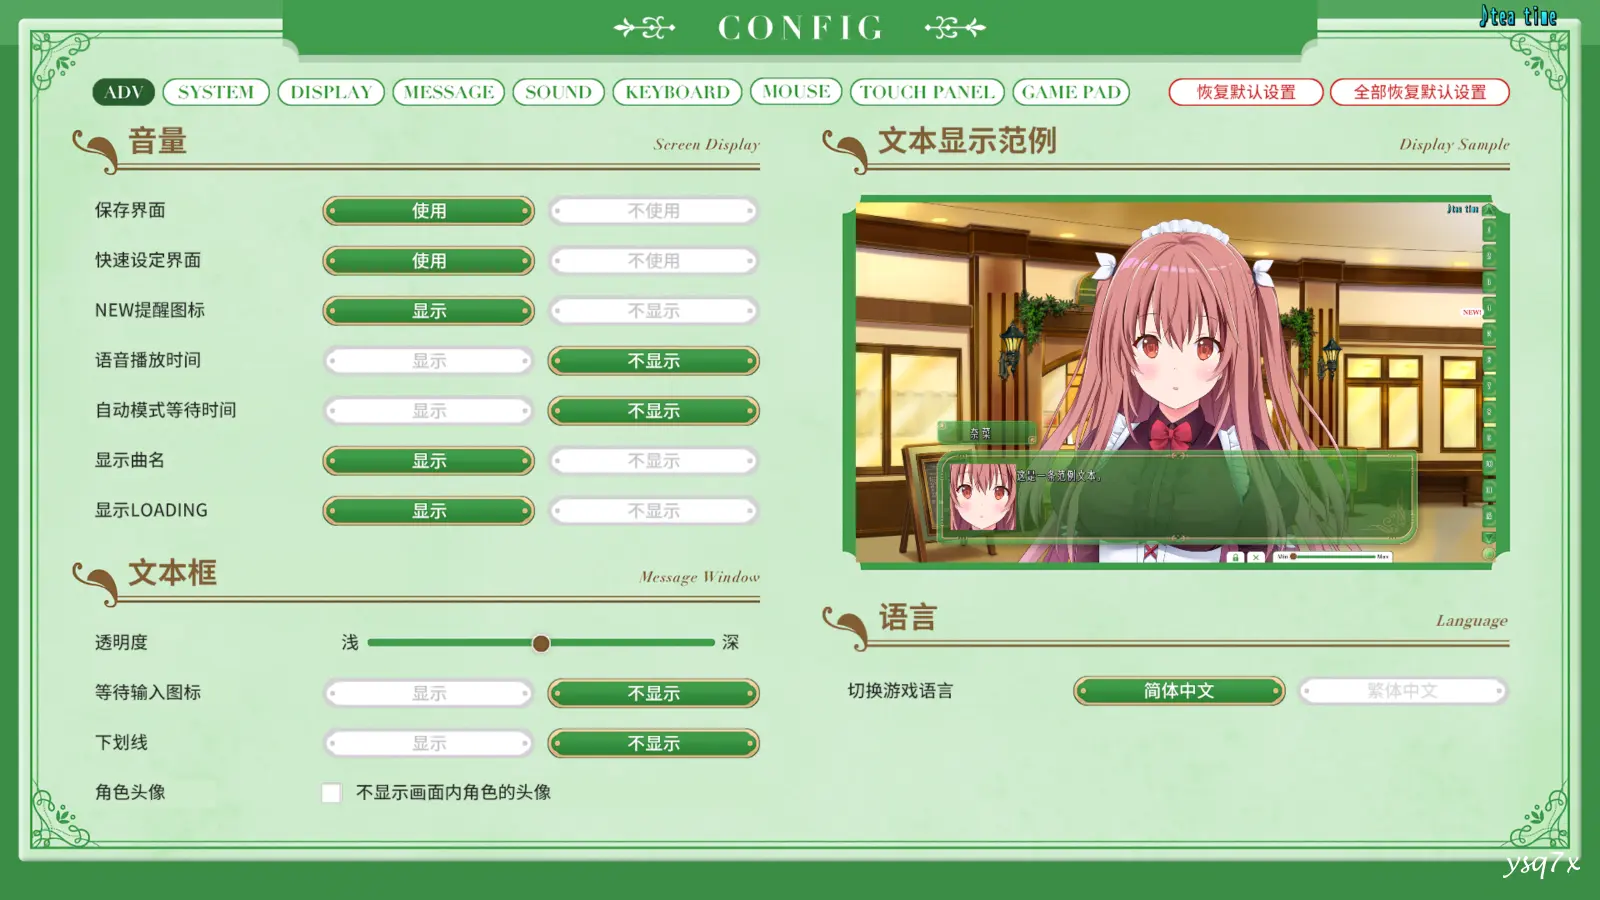 CONFIG
♪tea time
ADV
SYSTEM
DISPLAY
MESSAGE
SOUND
KEYBOARD
MOUSE
TOUCH PANEL
GAME PAD
恢复默认设置
全部恢复默认设置
音量
Screen Display
保存界面
使用
不使用
快速设定界面
使用
不使用
NEW提醒图标
显示
不显示
语音播放时间
显示
不显示
自动模式等待时间
显示
不显示
显示曲名
显示
不显示
显示LOADING
显示
不显示
文本框
Message Window
透明度
浅
深
等待输入图标
显示
不显示
下划线
显示
不显示
角色头像
不显示画面内角色的头像
文本显示范例
Display Sample
♪tea time
NEW!
奈菜
这是一条范例文本。
Min
Max
语言
Language
切换游戏语言
简体中文
繁体中文
ysq7x